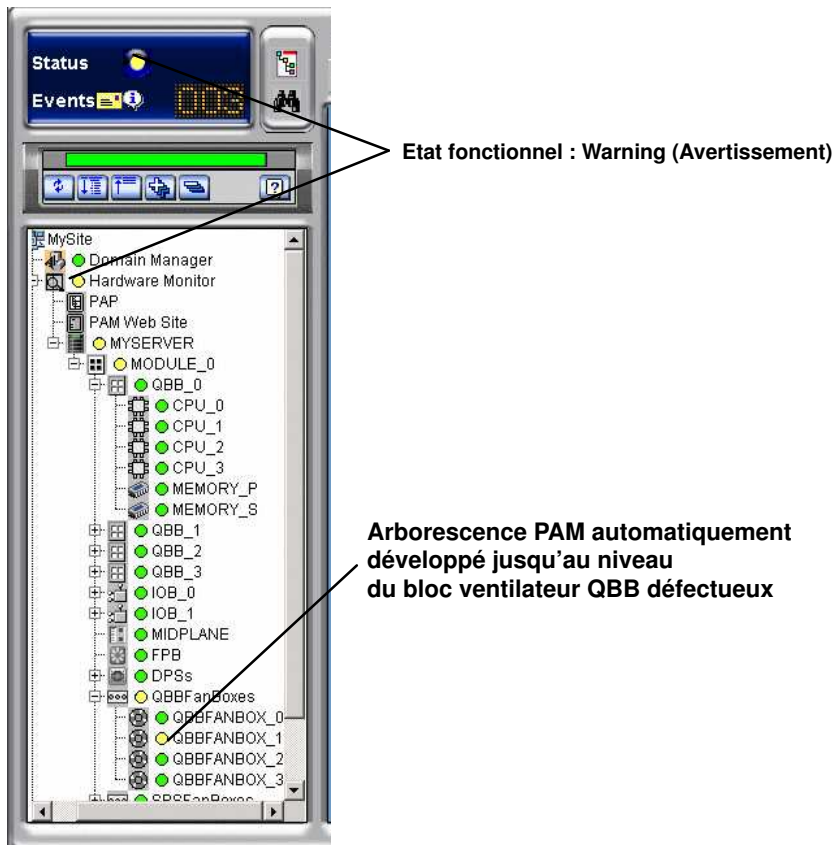 Status
Events 003
Etat fonctionnel : Warning (Avertissement)
MySite
Domain Manager
Hardware Monitor
PAP
PAM Web Site
MYSERVER
MODULE_0
QBB_0
CPU_0
CPU_1
CPU_2
CPU_3
MEMORY_P
MEMORY_S
QBB_1
QBB_2
QBB_3
IOB_0
IOB_1
MIDPLANE
FPB
DPSs
QBBFanBoxes
QBBFANBOX_0
QBBFANBOX_1
QBBFANBOX_2
QBBFANBOX_3
SPSFanBoxes
Arborescence PAM automatiquement
développé jusqu'au niveau
du bloc ventilateur QBB défectueux